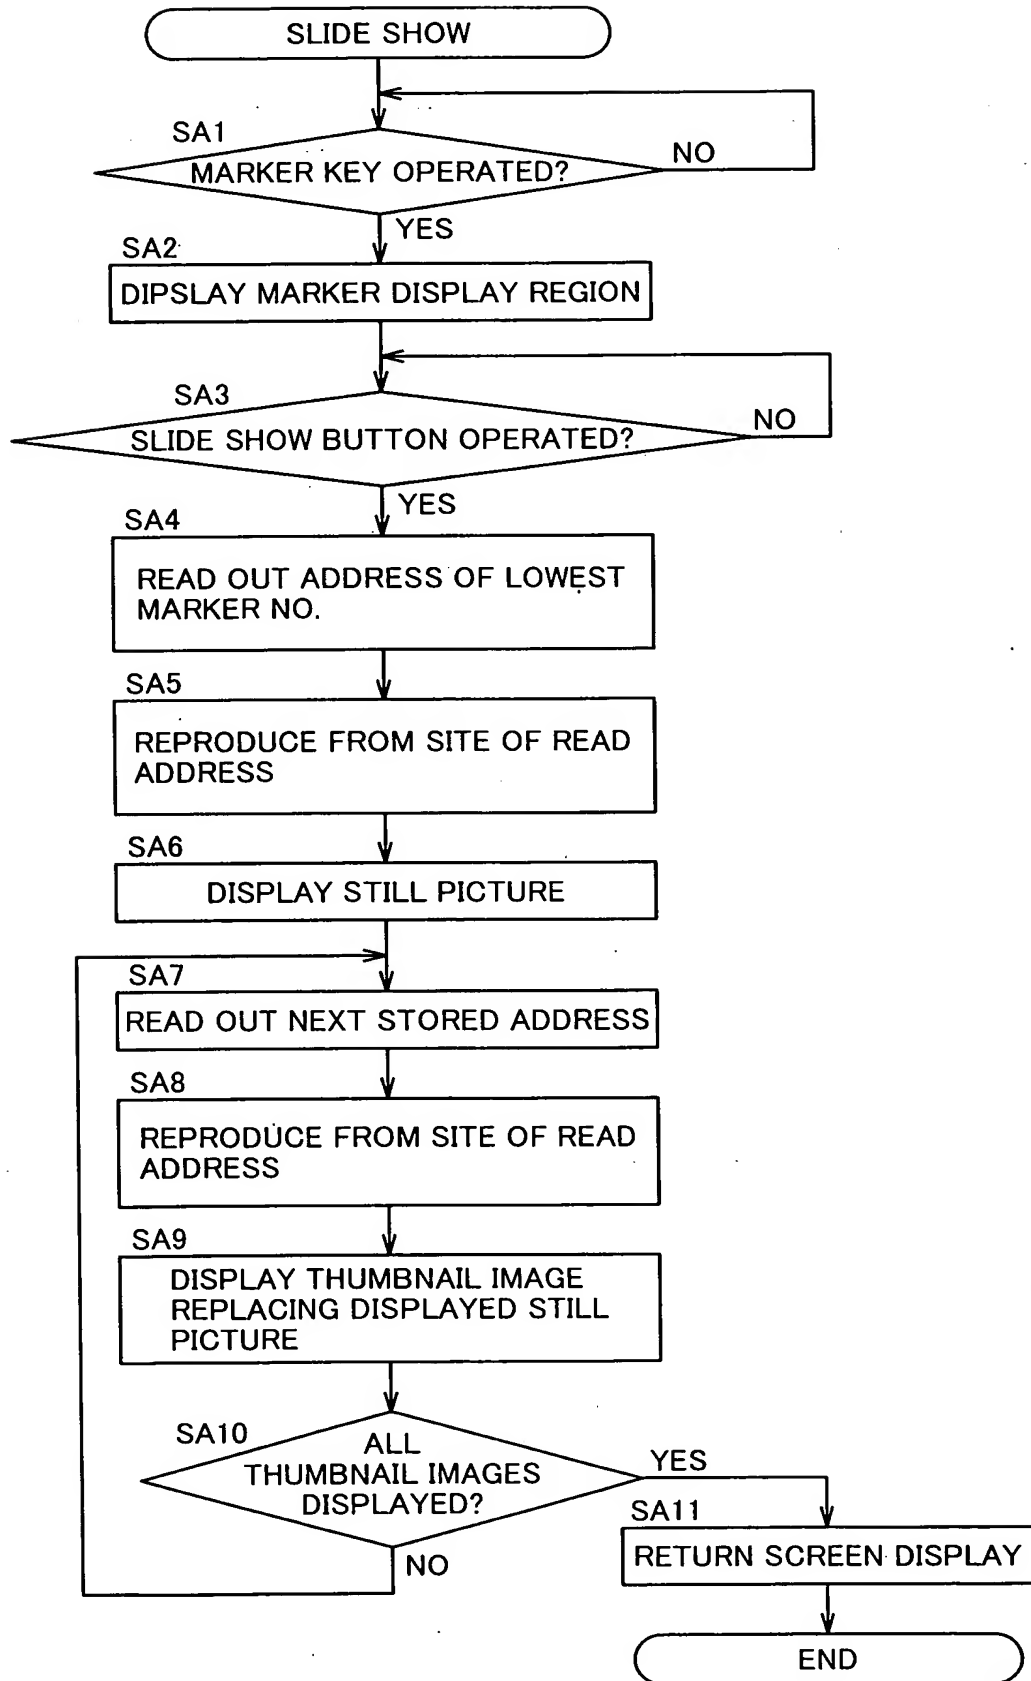 SLIDE SHOW
SA1
MARKER KEY OPERATED?
NO
YES
SA2
DIPSLAY MARKER DISPLAY REGION
SA3
SLIDE SHOW BUTTON OPERATED?
NO
YES
SA4
READ OUT ADDRESS OF LOWEST
MARKER NO.
SA5
REPRODUCE FROM SITE OF READ
ADDRESS
SA6
DISPLAY STILL PICTURE
SA7
READ OUT NEXT STORED ADDRESS
SA8
REPRODUCE FROM SITE OF READ
ADDRESS
SA9
DISPLAY THUMBNAIL IMAGE
REPLACING DISPLAYED STILL
PICTURE
SA10
ALL
THUMBNAIL IMAGES
DISPLAYED?
YES
NO
SA11
RETURN SCREEN DISPLAY
END